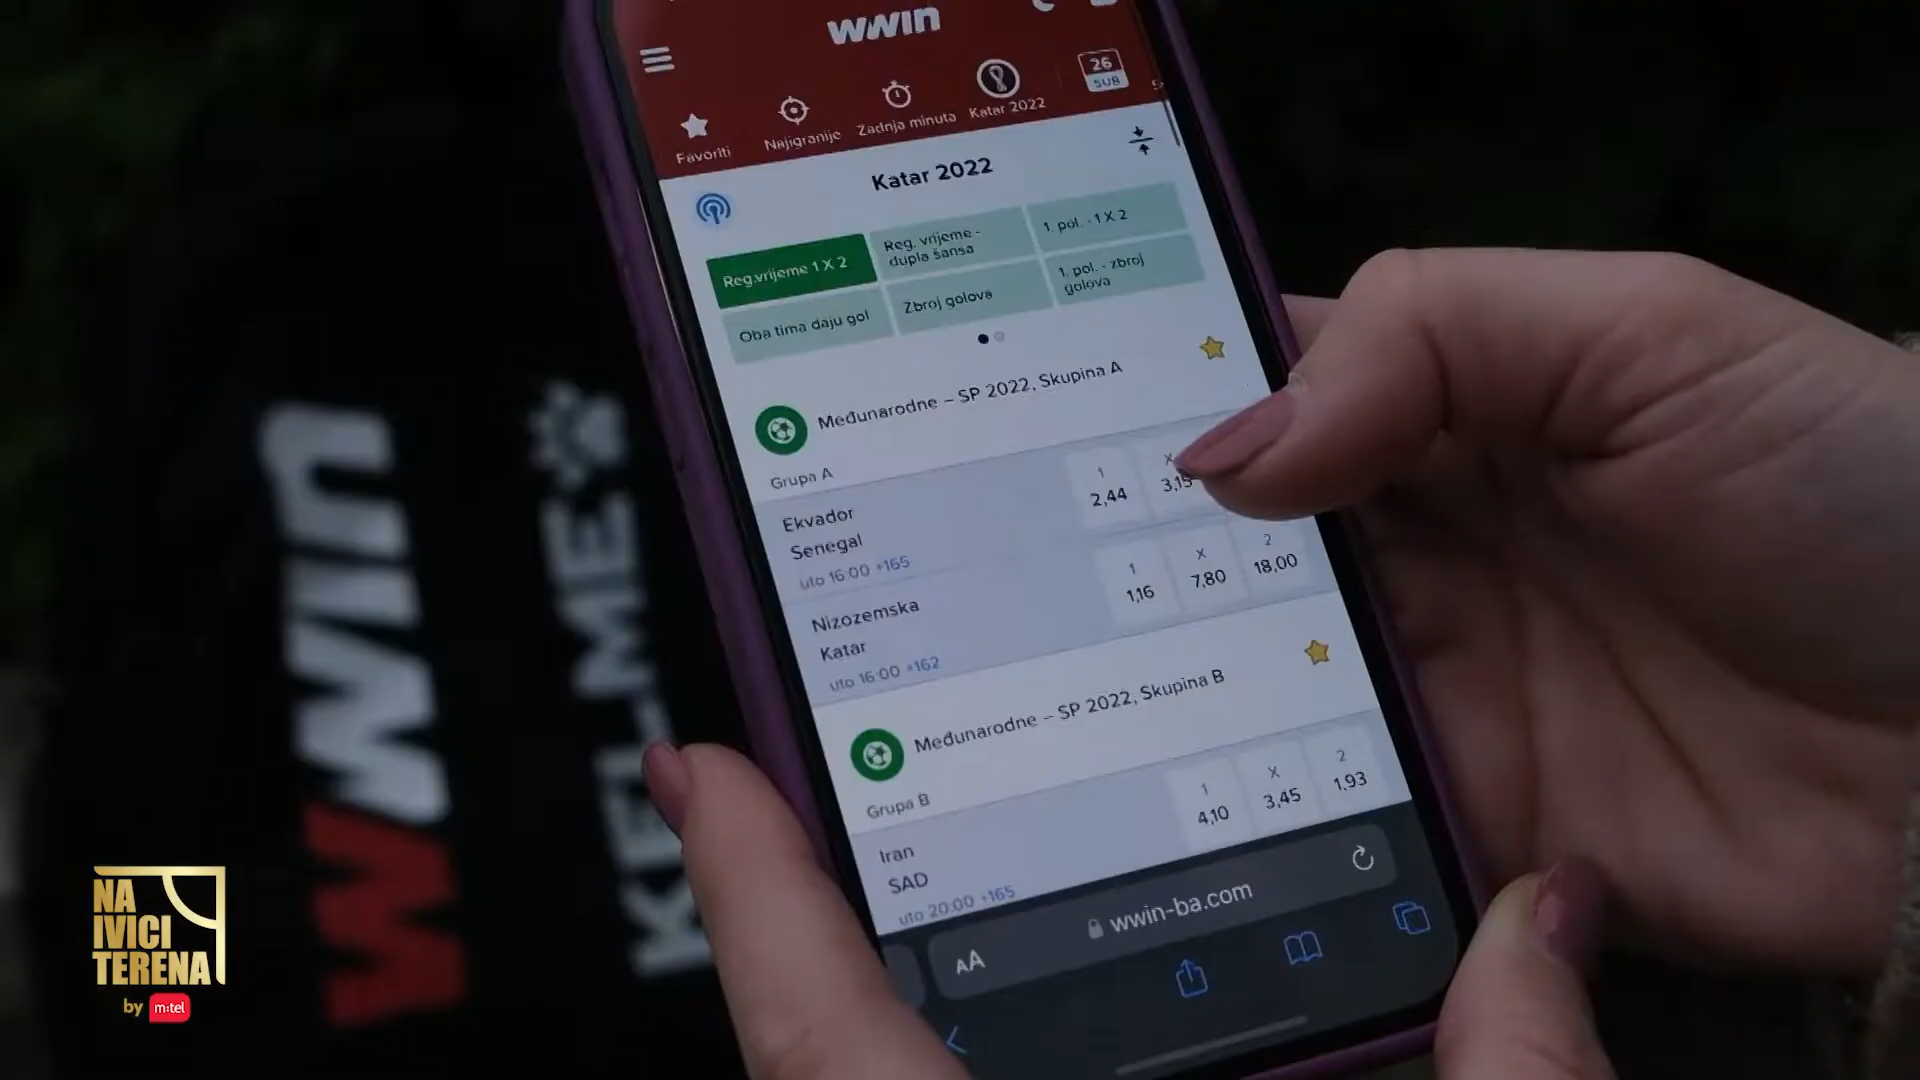 wwin
26
SUB
Favoriti
Najigranije
Zadnja minuta
Katar 2022
Katar 2022
Reg.vrijeme 1 X 2
Reg. vrijeme -
dupla šansa
1. pol. - 1 X 2
Oba tima daju gol
Zbroj golova
1. pol. - zbroj
golova
Međunarodne – SP 2022, Skupina A
Grupa A
1 X
Ekvador
2,44 3,15
Senegal
uto 16:00 +165
1 X 2
Nizozemska
1,16 7,80 18,00
Katar
uto 16:00 +162
Međunarodne – SP 2022, Skupina B
Grupa B
1 X 2
4,10 3,45 1,93
Iran
SAD
uto 20:00 +165
AA
wwin-ba.com
WWIN
KELME
NA
IVICI
TERENA
by m:tel